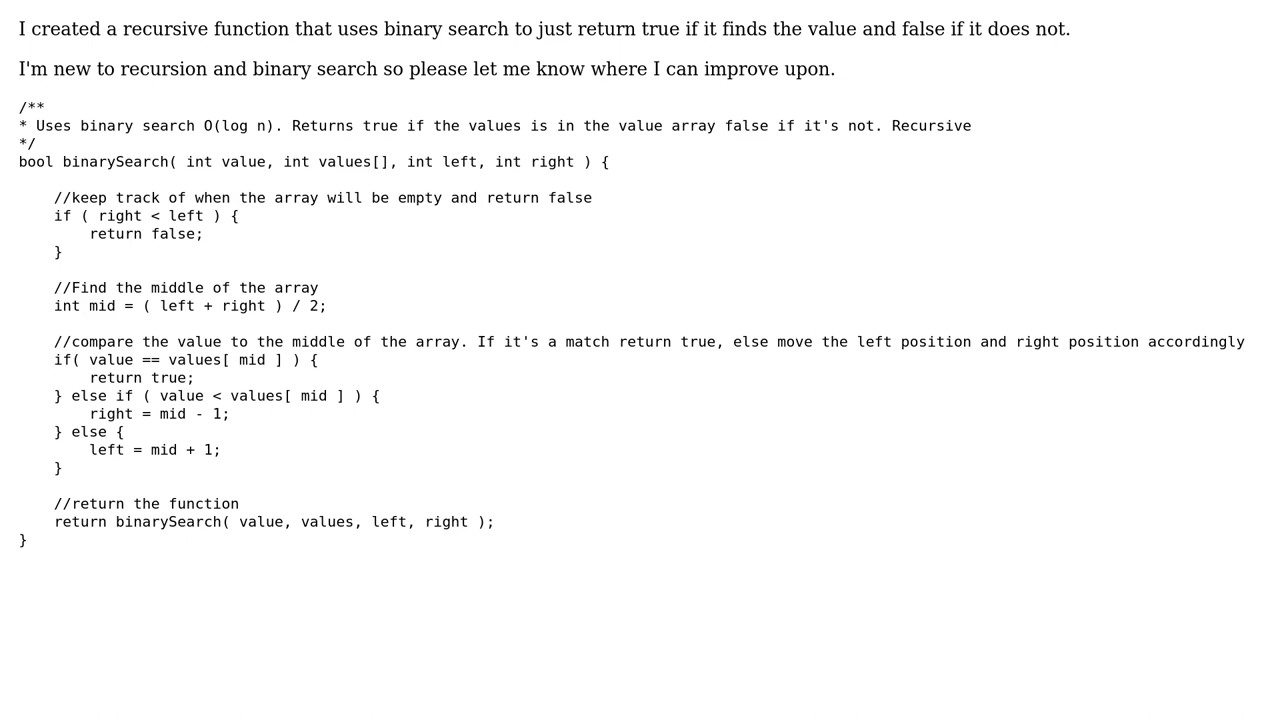 I created a recursive function that uses binary search to just return true if it finds the value and false if it does not.
I'm new to recursion and binary search so please let me know where I can improve upon.
/**
* Uses binary search O(log n). Returns true if the values is in the value array false if it's not. Recursive
*/
bool binarySearch( int value, int values[], int left, int right ) {
    //keep track of when the array will be empty and return false
    if ( right < left ) {
        return false;
    }
    //Find the middle of the array
    int mid = ( left + right ) / 2;
    //compare the value to the middle of the array. If it's a match return true, else move the left position and right position accordingly
    if( value == values[ mid ] ) {
        return true;
    } else if ( value < values[ mid ] ) {
        right = mid - 1;
    } else {
        left = mid + 1;
    }
    //return the function
    return binarySearch( value, values, left, right );
}